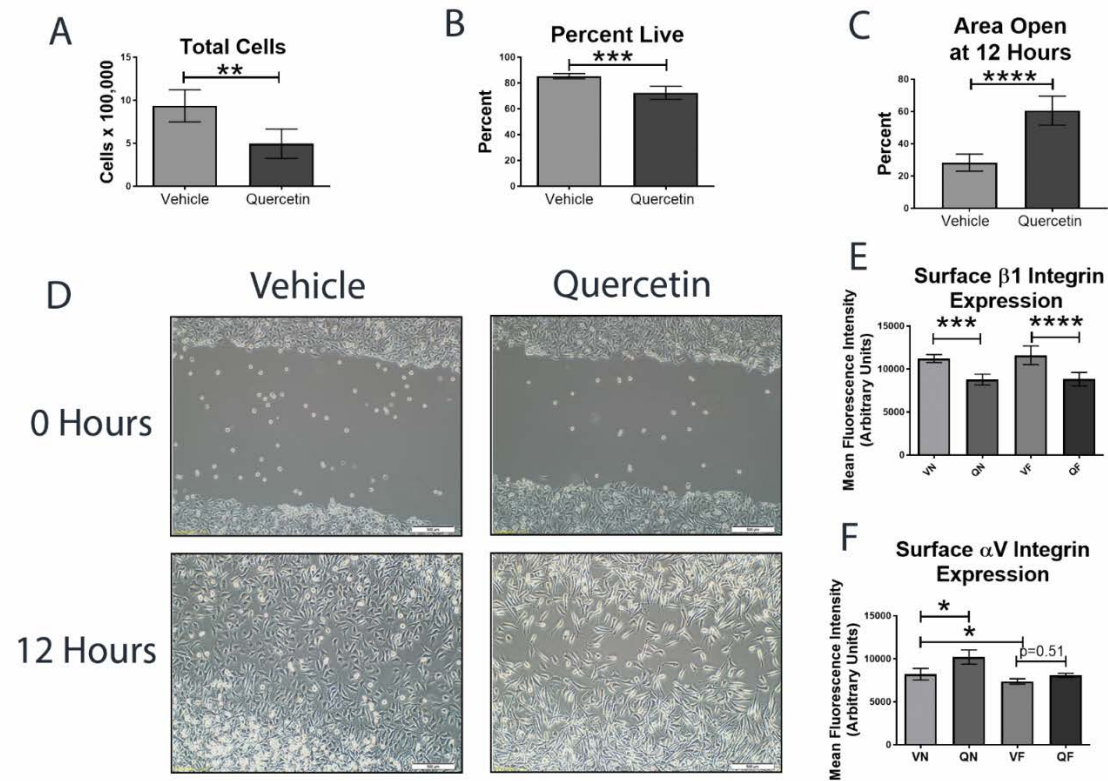 A
Total Cells
**
Cells x 100,000
15
10
5
0
Vehicle
Quercetin
B
Percent Live
***
Percent
100
80
60
40
20
0
Vehicle
Quercetin
C
Area Open
at 12 Hours
****
Percent
80
60
40
20
0
Vehicle
Quercetin
D
Vehicle
Quercetin
0 Hours
12 Hours
E
Surface β1 Integrin
Expression
***
****
Mean Fluorescence Intensity
(Arbitrary Units)
15000
10000
5000
0
VN
QN
VF
QF
F
Surface αV Integrin
Expression
*
*
p=0.51
Mean Fluorescence Intensity
(Arbitrary Units)
15000
10000
5000
0
VN
QN
VF
QF